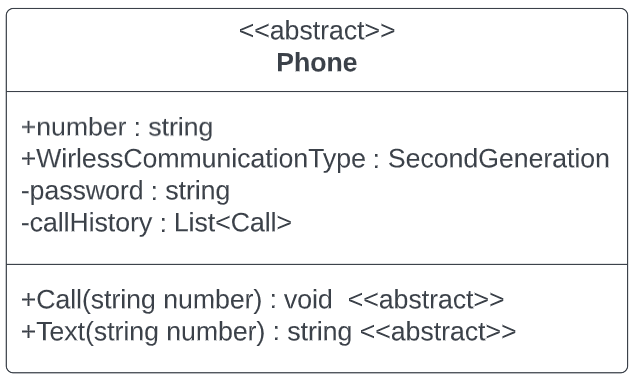 <<abstract>>
Phone
+number : string
+WirlessCommunicationType : SecondGeneration
-password : string
-callHistory : List<Call>
+Call(string number) : void  <<abstract>>
+Text(string number) : string <<abstract>>